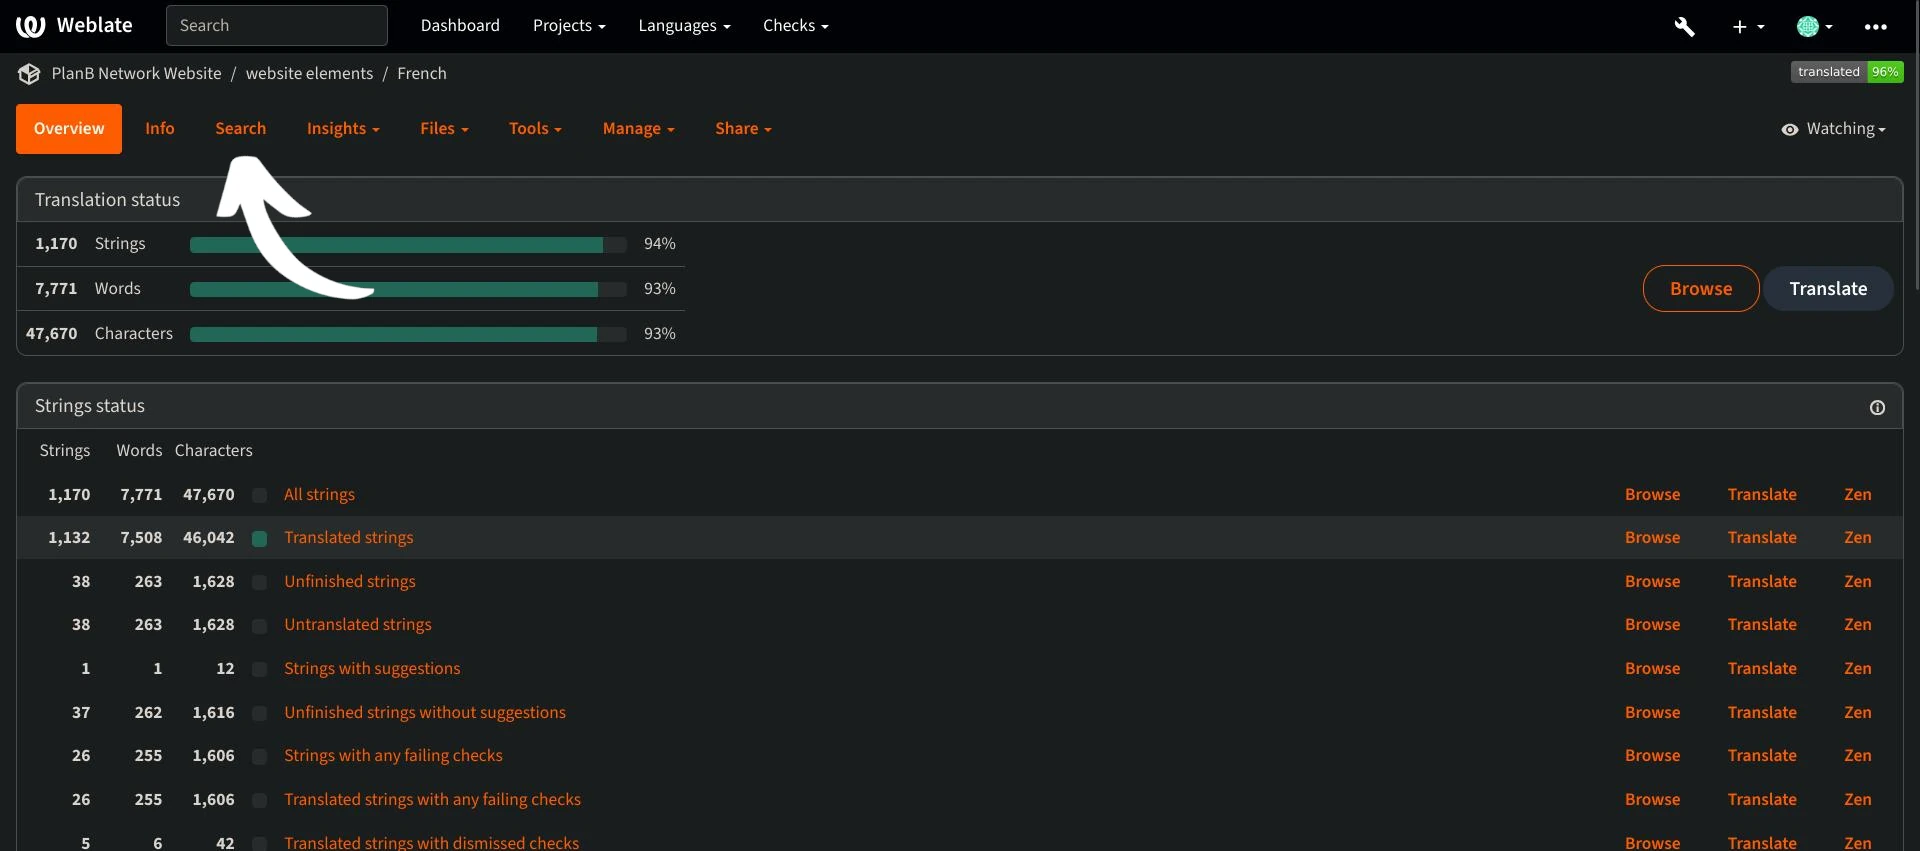 Weblate Search Dashboard Projects Languages Checks
PlanB Network Website / website elements / French translated 96%
Overview Info Search Insights Files Tools Manage Share Watching
Translation status
1,170 Strings 94%
7,771 Words 93% Browse Translate
47,670 Characters 93%
Strings status
Strings Words Characters
1,170 7,771 47,670 All strings Browse Translate Zen
1,132 7,508 46,042 Translated strings Browse Translate Zen
38 263 1,628 Unfinished strings Browse Translate Zen
38 263 1,628 Untranslated strings Browse Translate Zen
1 1 12 Strings with suggestions Browse Translate Zen
37 262 1,616 Unfinished strings without suggestions Browse Translate Zen
26 255 1,606 Strings with any failing checks Browse Translate Zen
26 255 1,606 Translated strings with any failing checks Browse Translate Zen
5 6 42 Translated strings with dismissed checks Browse Translate Zen